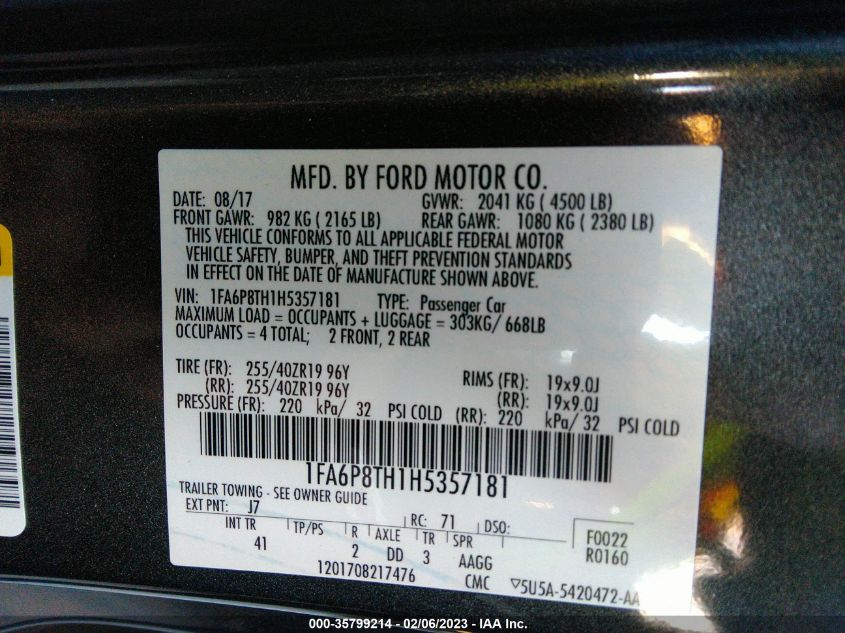 MFD. BY FORD MOTOR CO.
DATE: 08/17 GVWR: 2041 KG ( 4500 LB)
FRONT GAWR: 982 KG ( 2165 LB) REAR GAWR: 1080 KG ( 2380 LB)
THIS VEHICLE CONFORMS TO ALL APPLICABLE FEDERAL MOTOR
VEHICLE SAFETY, BUMPER, AND THEFT PREVENTION STANDARDS
IN EFFECT ON THE DATE OF MANUFACTURE SHOWN ABOVE.
VIN: 1FA6P8TH1H5357181 TYPE: Passenger Car
MAXIMUM LOAD = OCCUPANTS + LUGGAGE = 303KG/ 668LB
OCCUPANTS = 4 TOTAL; 2 FRONT, 2 REAR
TIRE (FR): 255/40ZR19 96Y RIMS (FR): 19x9.0J
(RR): 255/40ZR19 96Y (RR): 19x9.0J
PRESSURE (FR): 220 kPa/ 32 PSI COLD (RR): 220 kPa/ 32 PSI COLD
1FA6P8TH1H5357181
TRAILER TOWING - SEE OWNER GUIDE
EXT PNT: J7 RC: 71 DSO: F0022
INT TR TP/PS R AXLE TR SPR R0160
41 2 DD 3 AAGG
1201708217476 CMC ▽5U5A-5420472-AA
000-35799214 - 02/06/2023 - IAA Inc.